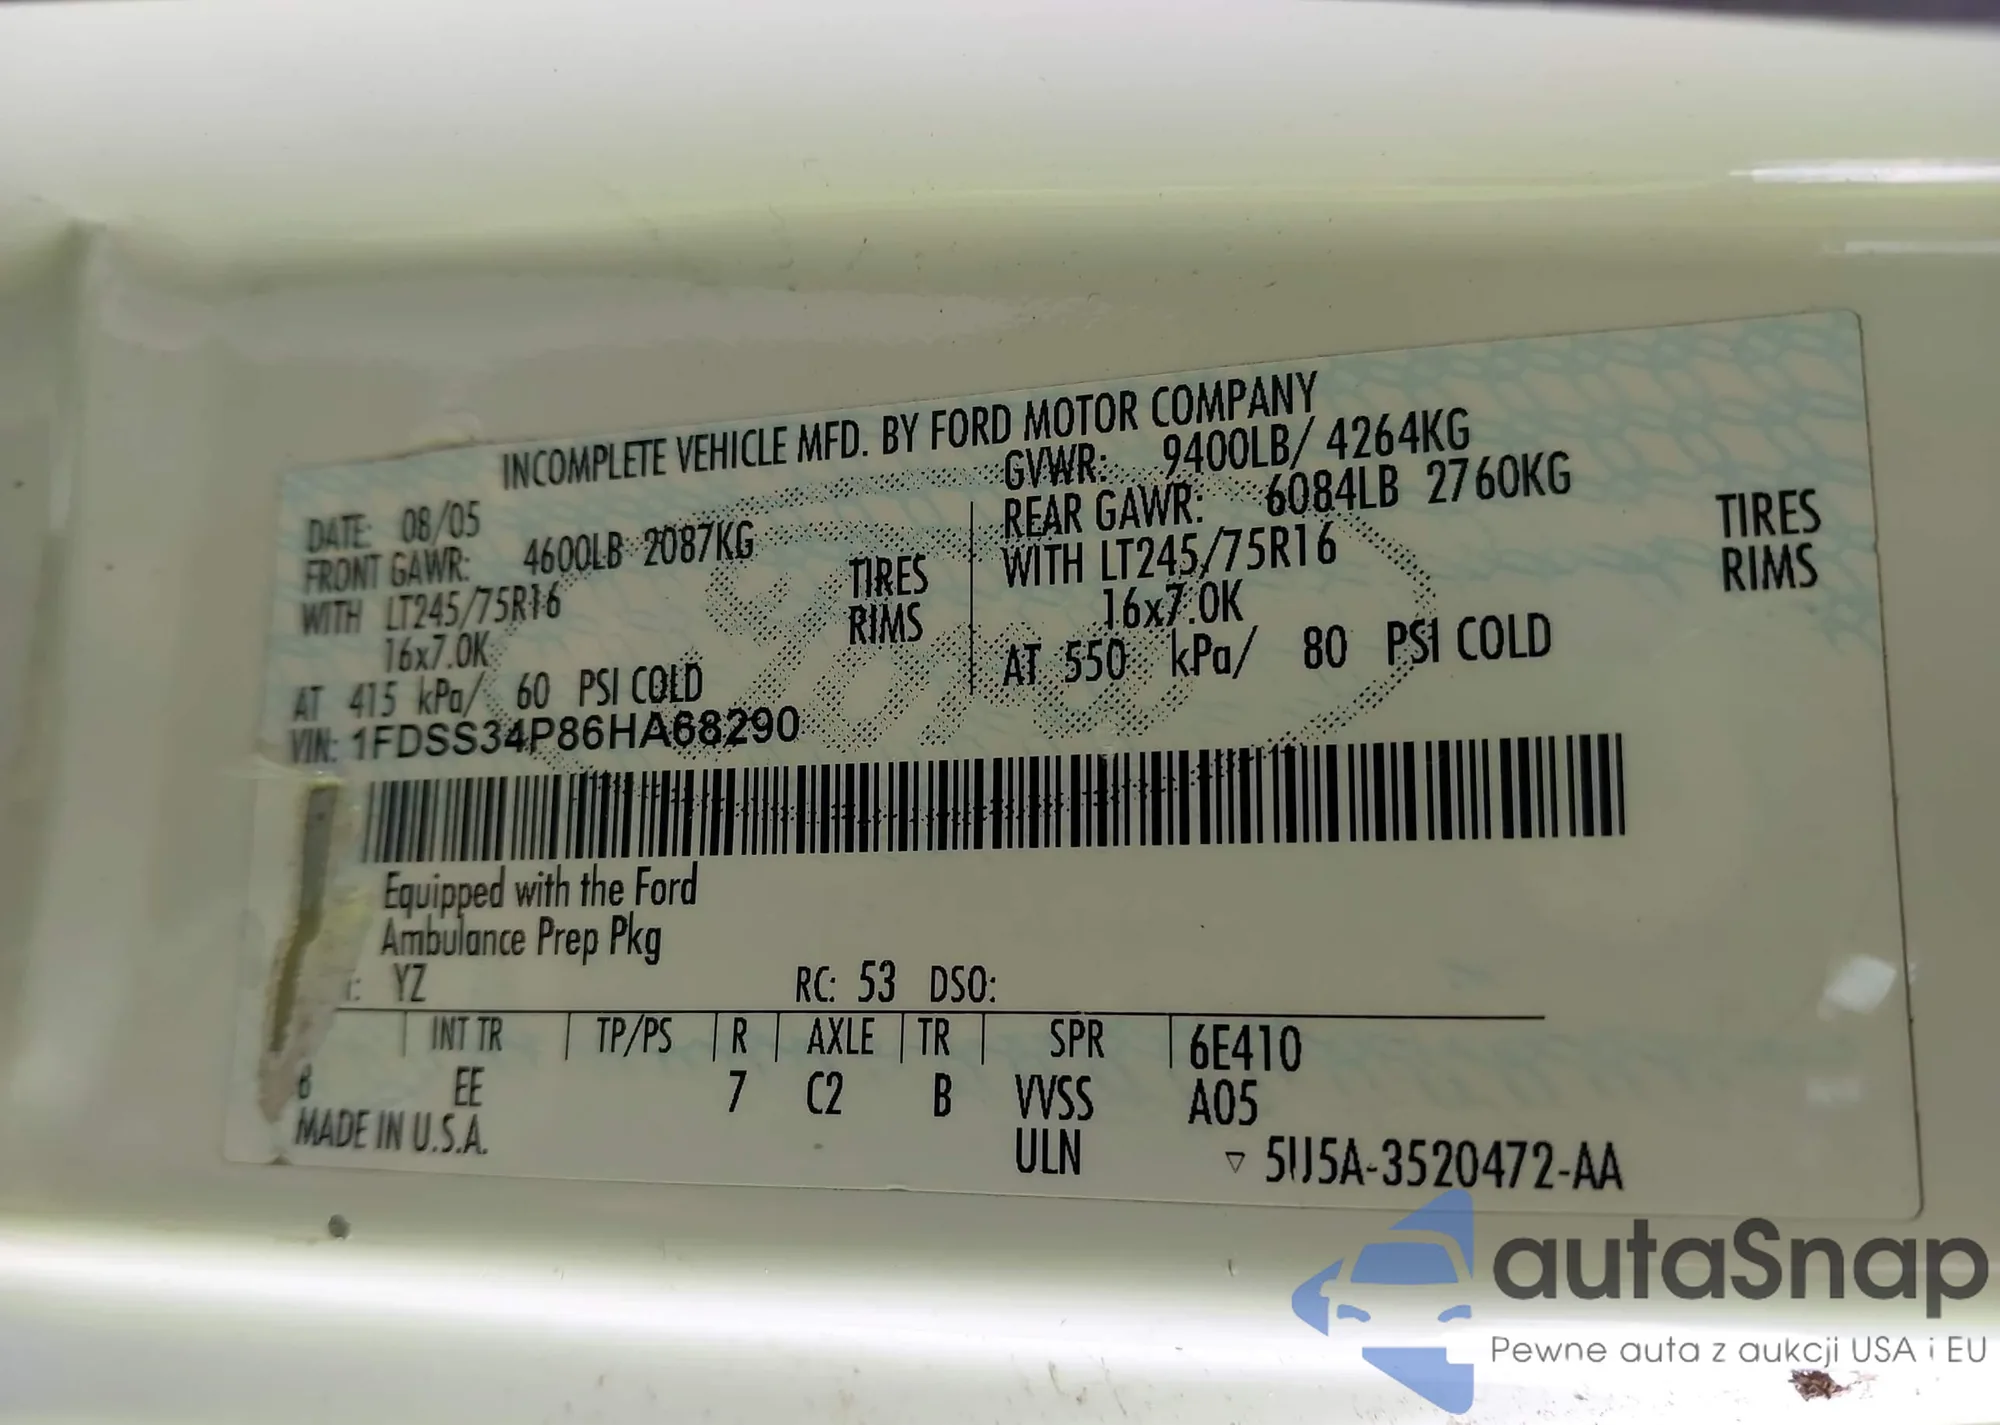 INCOMPLETE VEHICLE MFD. BY FORD MOTOR COMPANY
DATE: 08/05
GVWR: 9400LB/ 4264KG
FRONT GAWR: 4600LB 2087KG
REAR GAWR: 6084LB 2760KG
WITH LT245/75R16 TIRES
WITH LT245/75R16 TIRES
16x7.0K RIMS
16x7.0K RIMS
AT 415 kPa/ 60 PSI COLD
AT 550 kPa/ 80 PSI COLD
VIN: 1FDSS34P86HA68290
Equipped with the Ford
Ambulance Prep Pkg
YZ RC: 53 DSO:
INT TR TP/PS R AXLE TR SPR 6E410
EE 7 C2 B VVSS A05
MADE IN U.S.A. ULN ▽ 5U5A-3520472-AA
autaSnap
Pewne auta z aukcji USA i EU